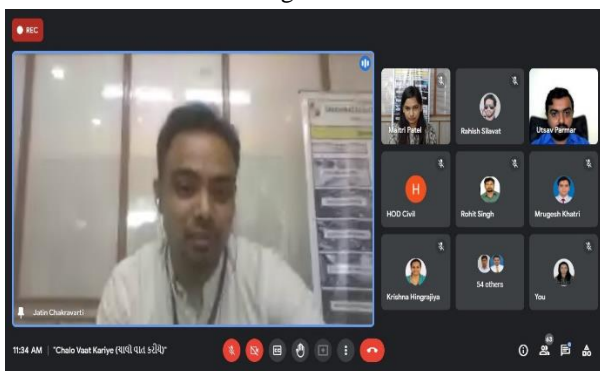 REC
Maitri Patel
Rahish Silavat
Utsav Parmar
H
HOD Civil
Rohit Singh
Mrugesh Khatri
Krishna Hingrajiya
54 others
You
Jatin Chakravarti
11:34 AM | "Chalo Vaat Kariye (ચાલો વાત કરીયે)"
63